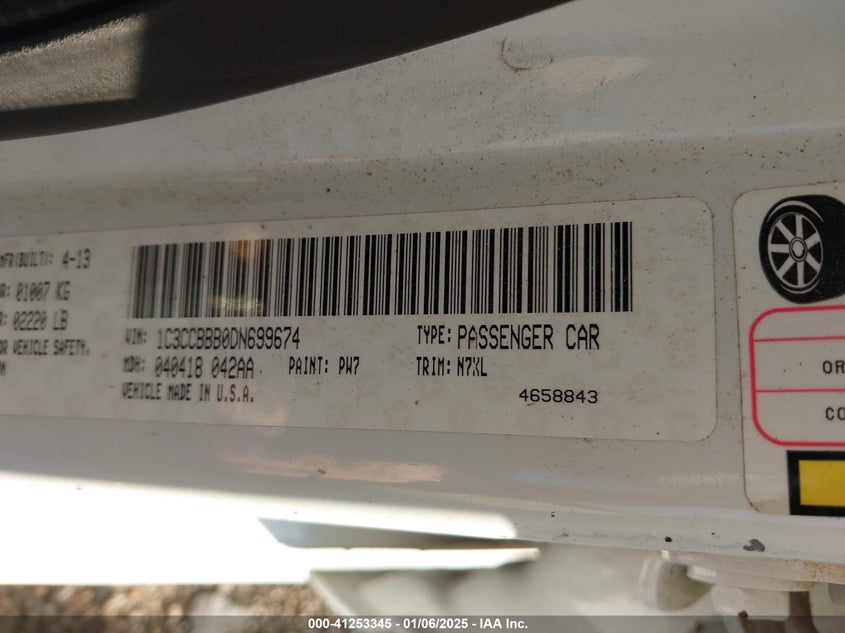 MFR(BUILT): 4-13
R: 01007 KG
R: 02220 LB
OR VEHICLE SAFETY,
VIN: 1C3CCBBB0DN699674
TYPE: PASSENGER CAR
MDH: 040418 042AA
PAINT: PW7
TRIM: N7XL
VEHICLE MADE IN U.S.A.
4658843
OR
CO
000-41253345 - 01/06/2025 - IAA Inc.